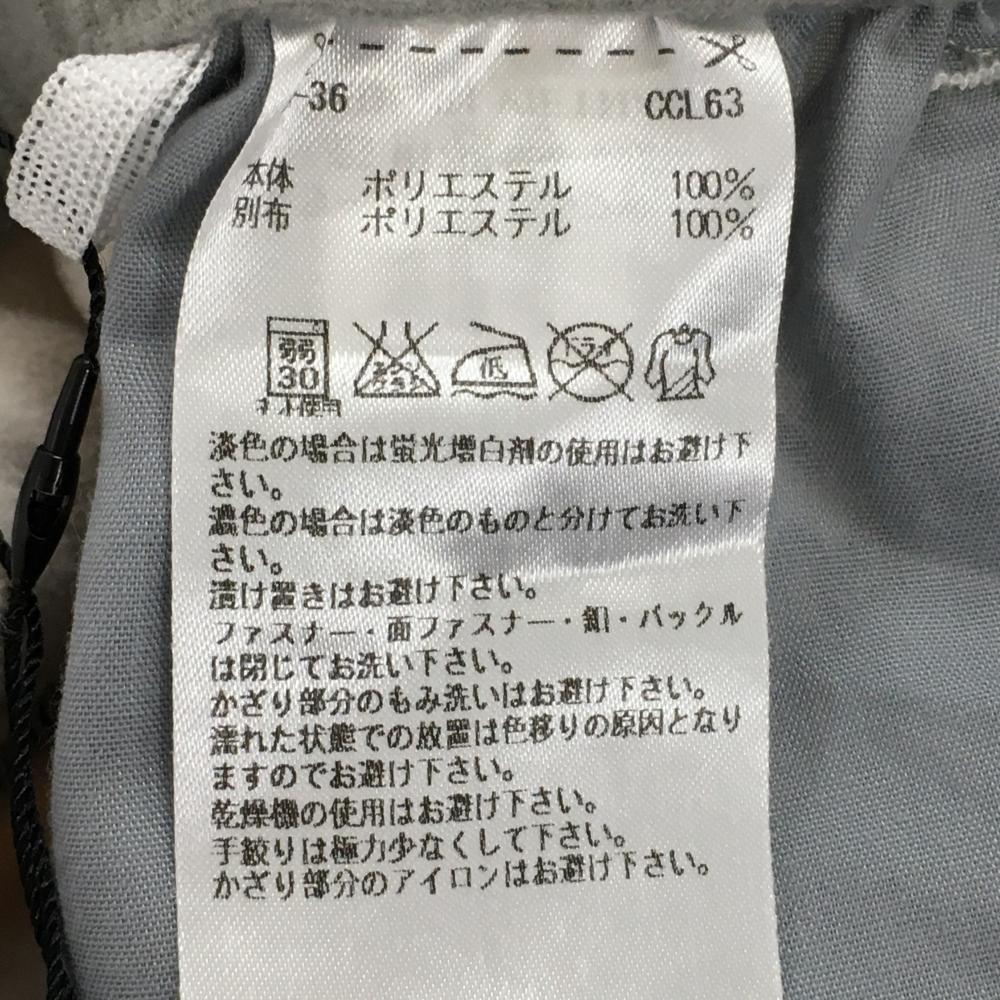 -36 CCL63
本体 ポリエステル 100%
別布 ポリエステル 100%
弱
30
ネット使用
エンソサラシ
低
ドライ
淡色の場合は蛍光増白剤の使用はお避け下
さい。
濃色の場合は淡色のものと分けてお洗い下
さい。
漬け置きはお避け下さい。
ファスナー・面ファスナー・釦・バックル
は閉じてお洗い下さい。
かざり部分のもみ洗いはお避け下さい。
濡れた状態での放置は色移りの原因となり
ますのでお避け下さい。
乾燥機の使用はお避け下さい。
手絞りは極力少なくして下さい。
かざり部分のアイロンはお避け下さい。